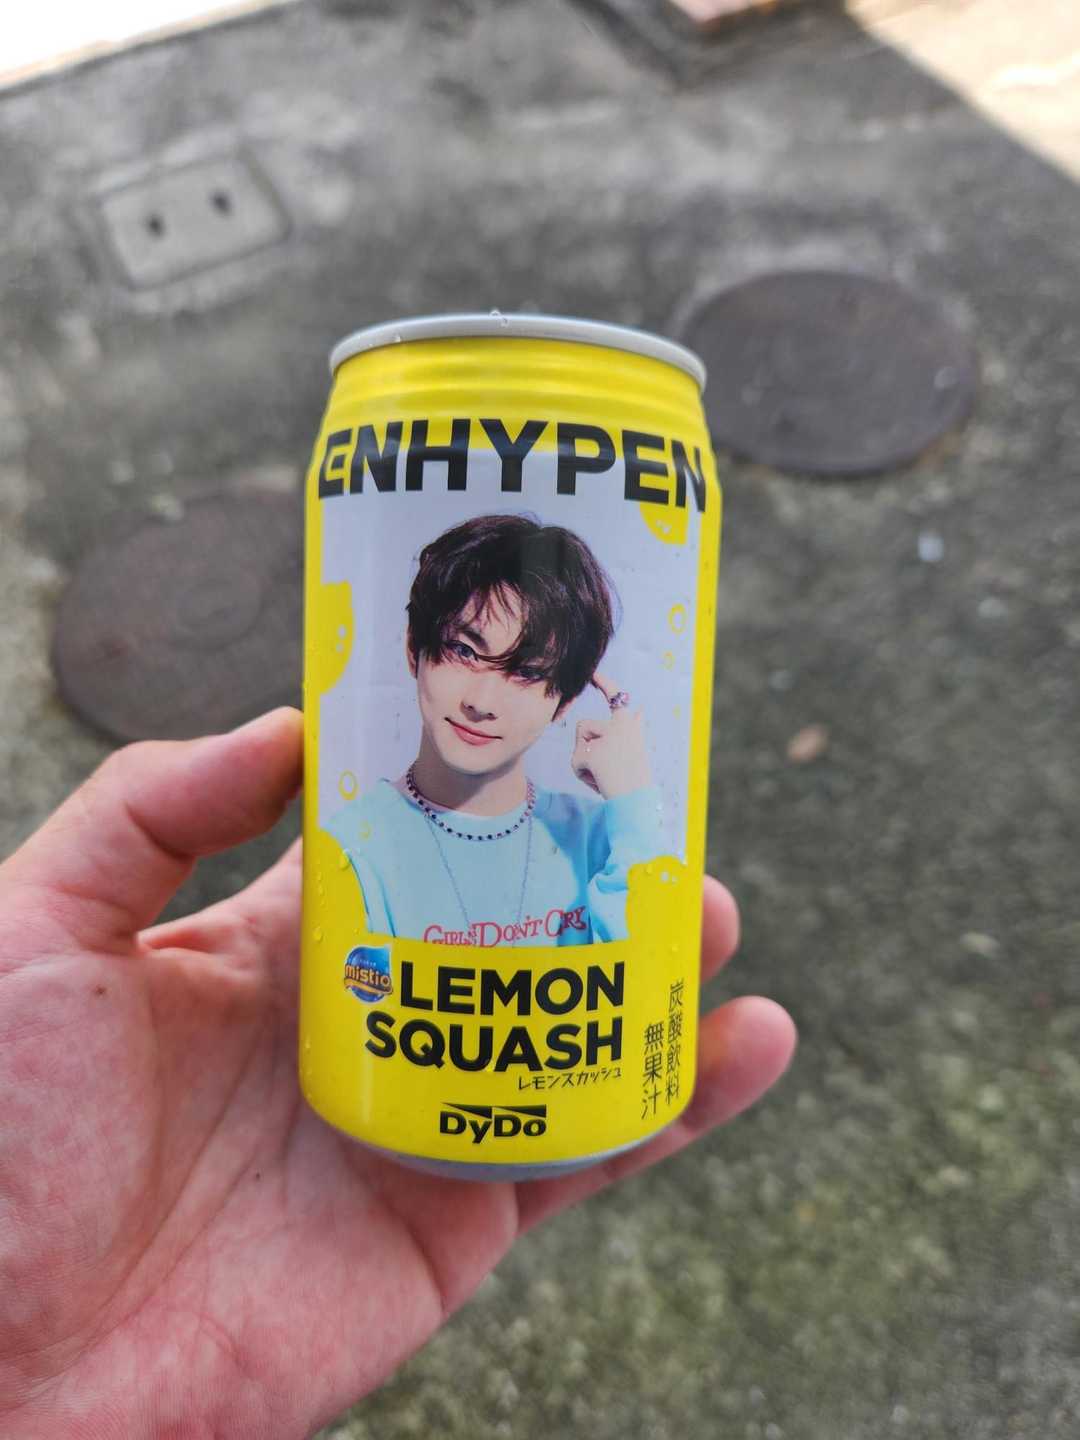 ENHYPEN
GIRLS DON'T CRY
mistio
LEMON
SQUASH
レモンスカッシュ
DyDo
炭酸飲料
無果汁